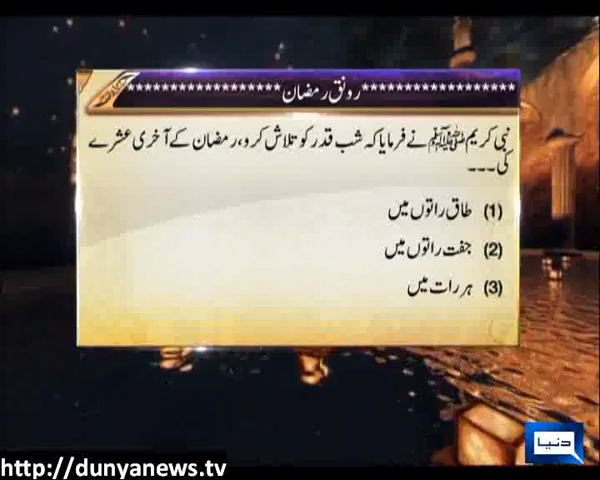 ******************رونق رمضان******************
نبی کریم ﷺ نے فرمایا کہ شب قدر کو تلاش کرو، رمضان کے آخری عشرے
کی ---
(1) طاق راتوں میں
(2) جفت راتوں میں
(3) ہر رات میں
دنیا
http://dunyanews.tv